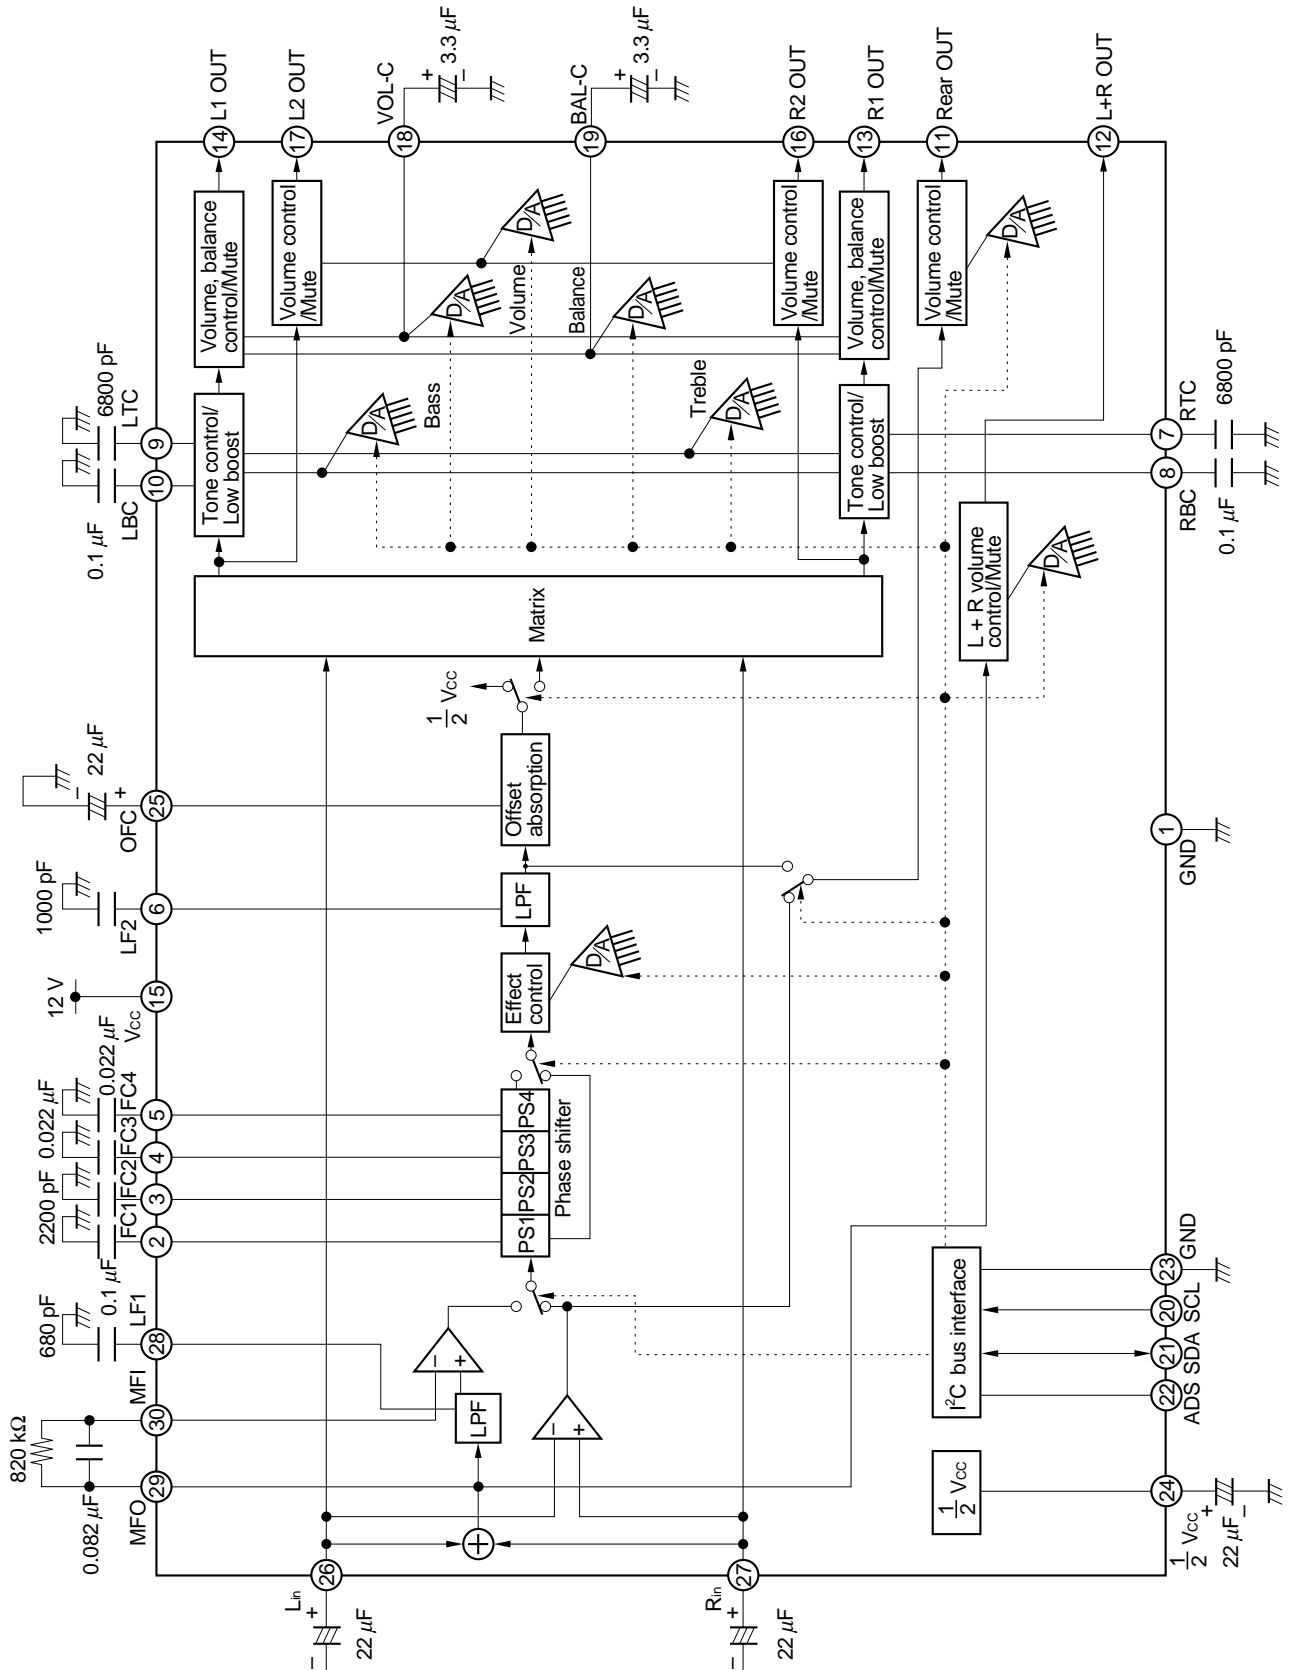 820 kΩ
0.082 µF
MFO
29
MFI
30
680 pF
0.1 µF
LF1
28
2200 pF
FC1
2
FC2
3
0.022 µF
FC3
4
0.022 µF
FC4
5
12 V
VCC
15
1000 pF
LF2
6
22 µF
−
+
OFC
25
0.1 µF
LBC
10
6800 pF
LTC
9
Lin
+
−
22 µF
26
Rin
+
−
22 µF
27
+
LPF
−
+
−
+
PS1
PS2
PS3
PS4
Phase shifter
Effect
control
D/A
LPF
Offset
absorption
1/2 VCC
Matrix
Tone control/
Low boost
Volume, balance
control/Mute
14
L1 OUT
Volume control
/Mute
17
L2 OUT
18
VOL-C
+
−
3.3 µF
D/A
Bass
D/A
Volume
D/A
Balance
D/A
Treble
D/A
19
BAL-C
+
−
3.3 µF
Volume control
/Mute
16
R2 OUT
Tone control/
Low boost
Volume, balance
control/Mute
13
R1 OUT
Volume control
/Mute
D/A
11
Rear OUT
L + R volume
control/Mute
D/A
12
L+R OUT
1/2 VCC
24
1/2 VCC
+
−
22 µF
I²C bus interface
22
ADS
21
SDA
20
SCL
23
GND
1
GND
8
RBC
0.1 µF
7
RTC
6800 pF